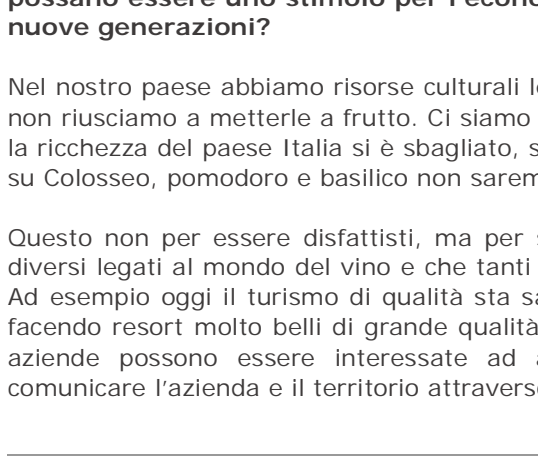 possano essere uno stimolo per l'econo
nuove generazioni?
Nel nostro paese abbiamo risorse culturali l
non riusciamo a metterle a frutto. Ci siamo
la ricchezza del paese Italia si è sbagliato, s
su Colosseo, pomodoro e basilico non sarem
Questo non per essere disfattisti, ma per s
diversi legati al mondo del vino e che tanti
Ad esempio oggi il turismo di qualità sta sa
facendo resort molto belli di grande qualità
aziende possono essere interessate ad a
comunicare l'azienda e il territorio attravers